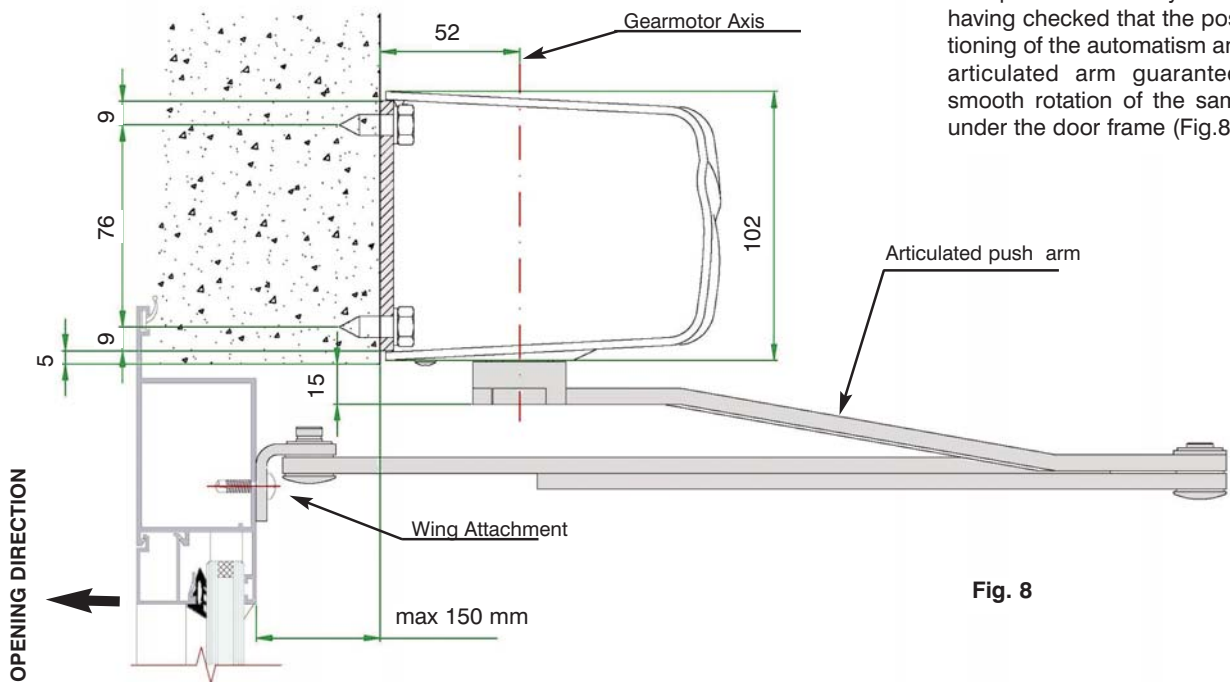 having checked that the pos
tioning of the automatism an
articulated arm guarantee
smooth rotation of the sam
under the door frame (Fig.8
Gearmotor Axis
52
9
76
9
5
15
102
Articulated push arm
Wing Attachment
OPENING DIRECTION
max 150 mm
Fig. 8